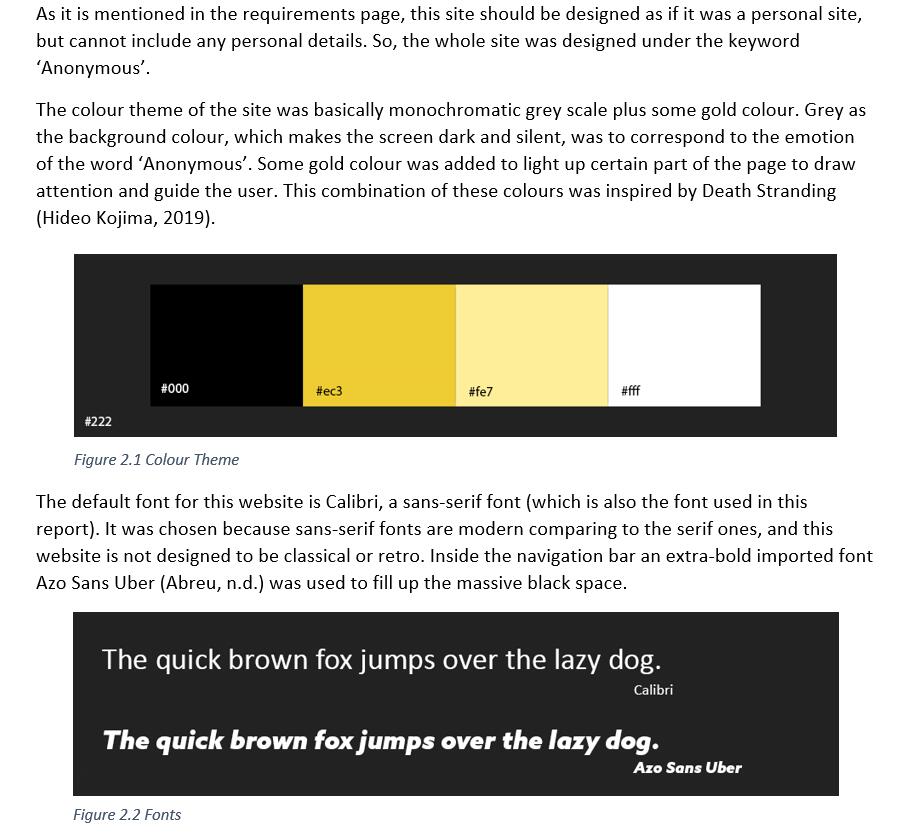 As it is mentioned in the requirements page, this site should be designed as if it was a personal site,
but cannot include any personal details. So, the whole site was designed under the keyword
‘Anonymous’.
The colour theme of the site was basically monochromatic grey scale plus some gold colour. Grey as
the background colour, which makes the screen dark and silent, was to correspond to the emotion
of the word ‘Anonymous’. Some gold colour was added to light up certain part of the page to draw
attention and guide the user. This combination of these colours was inspired by Death Stranding
(Hideo Kojima, 2019).
#000
#ec3
#fe7
#fff
#222
Figure 2.1 Colour Theme
The default font for this website is Calibri, a sans-serif font (which is also the font used in this
report). It was chosen because sans-serif fonts are modern comparing to the serif ones, and this
website is not designed to be classical or retro. Inside the navigation bar an extra-bold imported font
Azo Sans Uber (Abreu, n.d.) was used to fill up the massive black space.
The quick brown fox jumps over the lazy dog.
Calibri
The quick brown fox jumps over the lazy dog.
Azo Sans Uber
Figure 2.2 Fonts